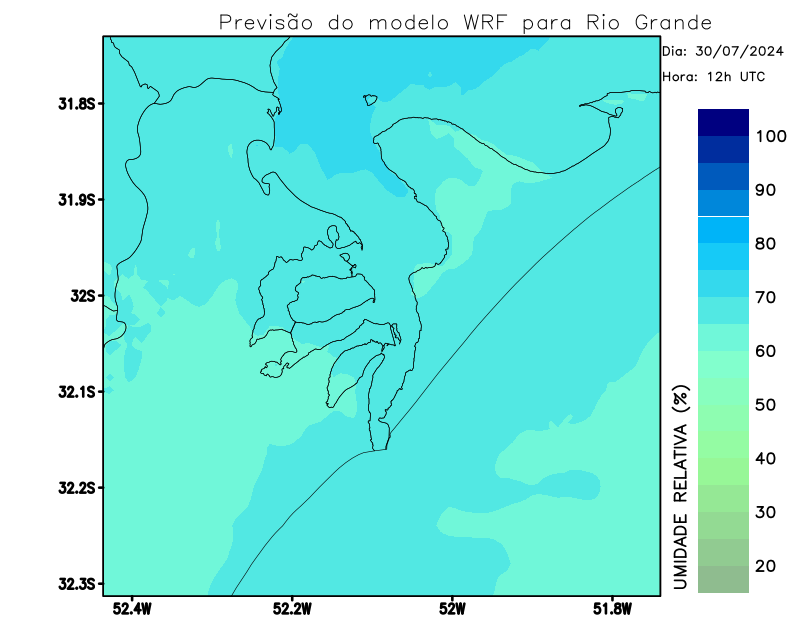 Previsão do modelo WRF para Rio Grande
Dia: 30/07/2024
Hora: 12h UTC
31.8S
31.9S
32S
32.1S
32.2S
32.3S
52.4W
52.2W
52W
51.8W
100
90
80
70
60
50
40
30
20
UMIDADE RELATIVA (%)